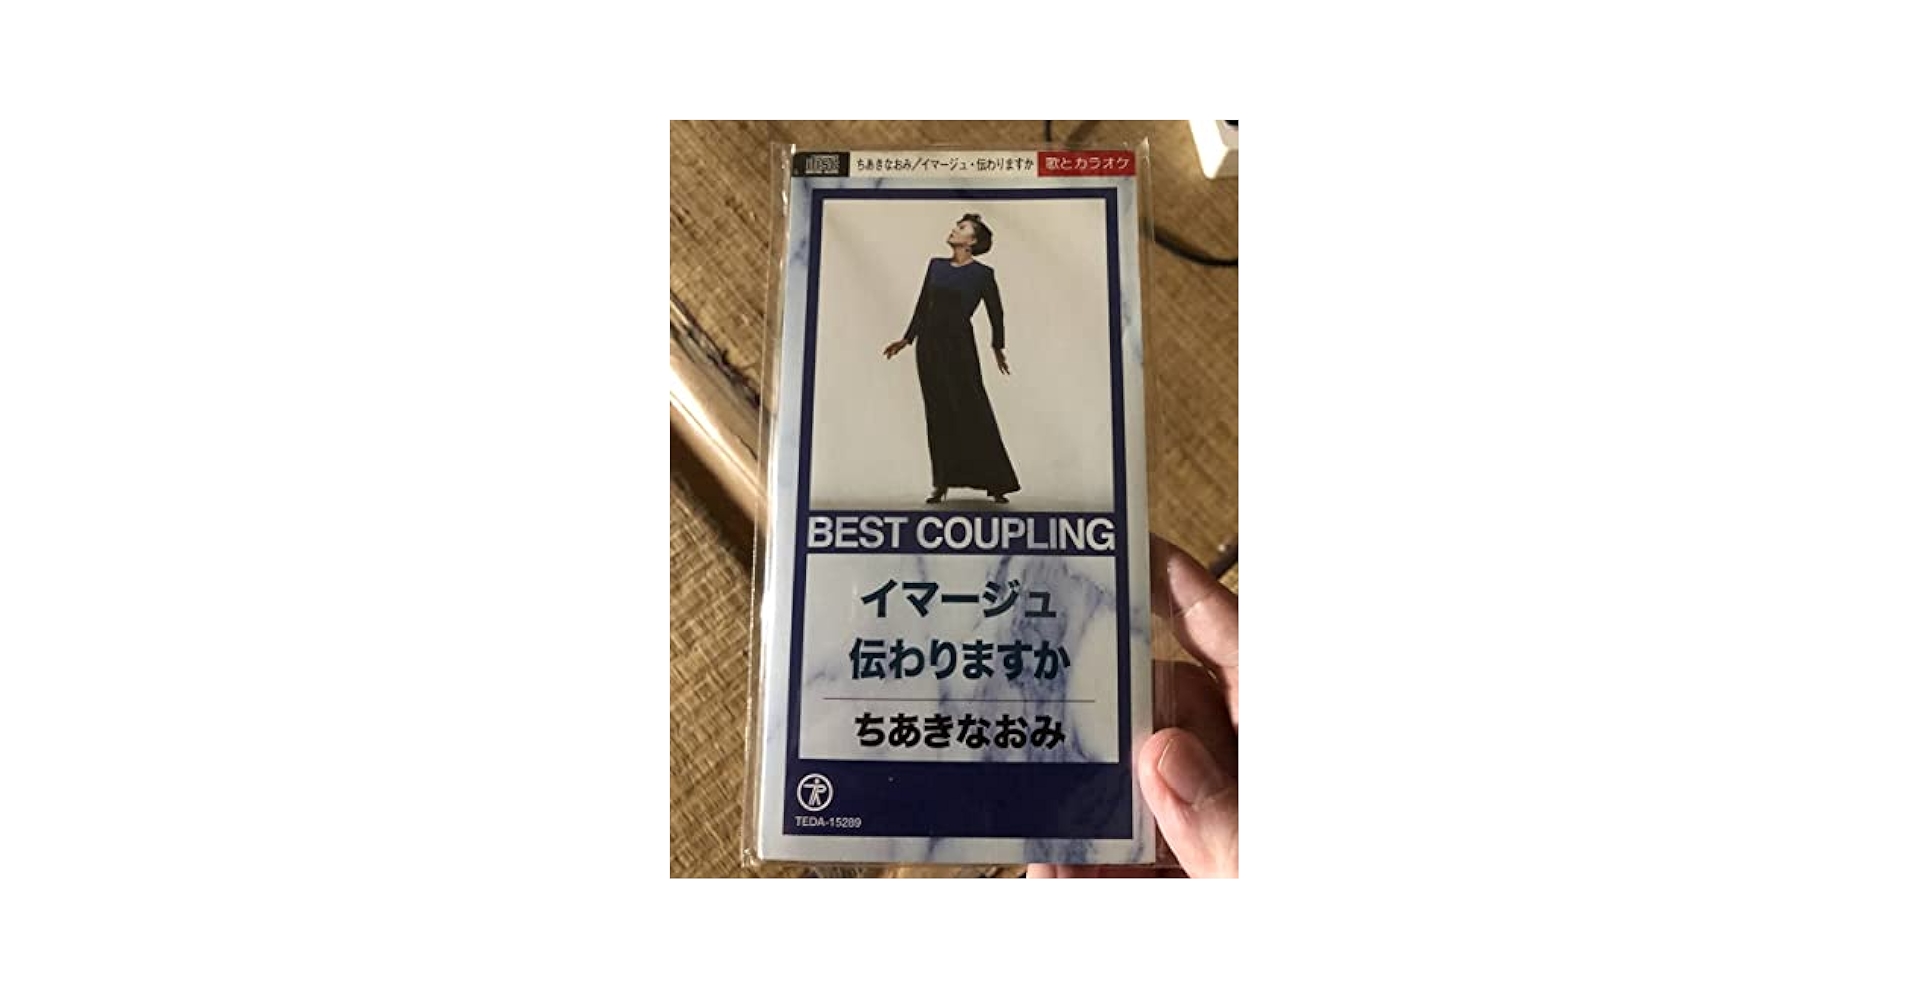 ちあきなおみ/イマージュ・伝わりますか
歌とカラオケ
BEST COUPLING
イマージュ
伝わりますか
ちあきなおみ
TEDA-15289